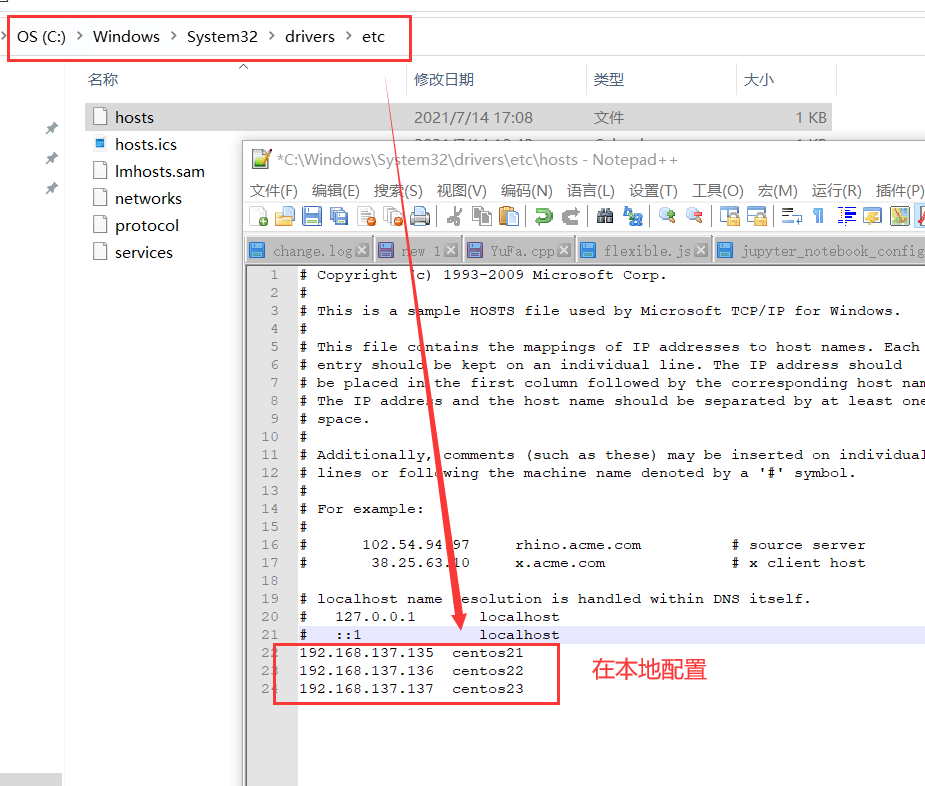 OS (C:) > Windows > System32 > drivers > etc
名称 修改日期 类型 大小
hosts 2021/7/14 17:08 文件 1 KB
hosts.ics
lmhosts.sam
networks
protocol
services
*C:\Windows\System32\drivers\etc\hosts - Notepad++
文件(F) 编辑(E) 搜索(S) 视图(V) 编码(N) 语言(L) 设置(T) 工具(O) 宏(M) 运行(R) 插件(P)
change.log new 1 YuFa.cpp flexible.js jupyter_notebook_config
1 # Copyright (c) 1993-2009 Microsoft Corp.
2 #
3 # This is a sample HOSTS file used by Microsoft TCP/IP for Windows.
4 #
5 # This file contains the mappings of IP addresses to host names. Each
6 # entry should be kept on an individual line. The IP address should
7 # be placed in the first column followed by the corresponding host nam
8 # The IP address and the host name should be separated by at least one
9 # space.
10 #
11 # Additionally, comments (such as these) may be inserted on individual
12 # lines or following the machine name denoted by a '#' symbol.
13 #
14 # For example:
15 #
16 # 102.54.94.97 rhino.acme.com # source server
17 # 38.25.63.10 x.acme.com # x client host
18
19 # localhost name resolution is handled within DNS itself.
20 # 127.0.0.1 localhost
21 # ::1 localhost
22 192.168.137.135 centos21
23 192.168.137.136 centos22
24 192.168.137.137 centos23
在本地配置